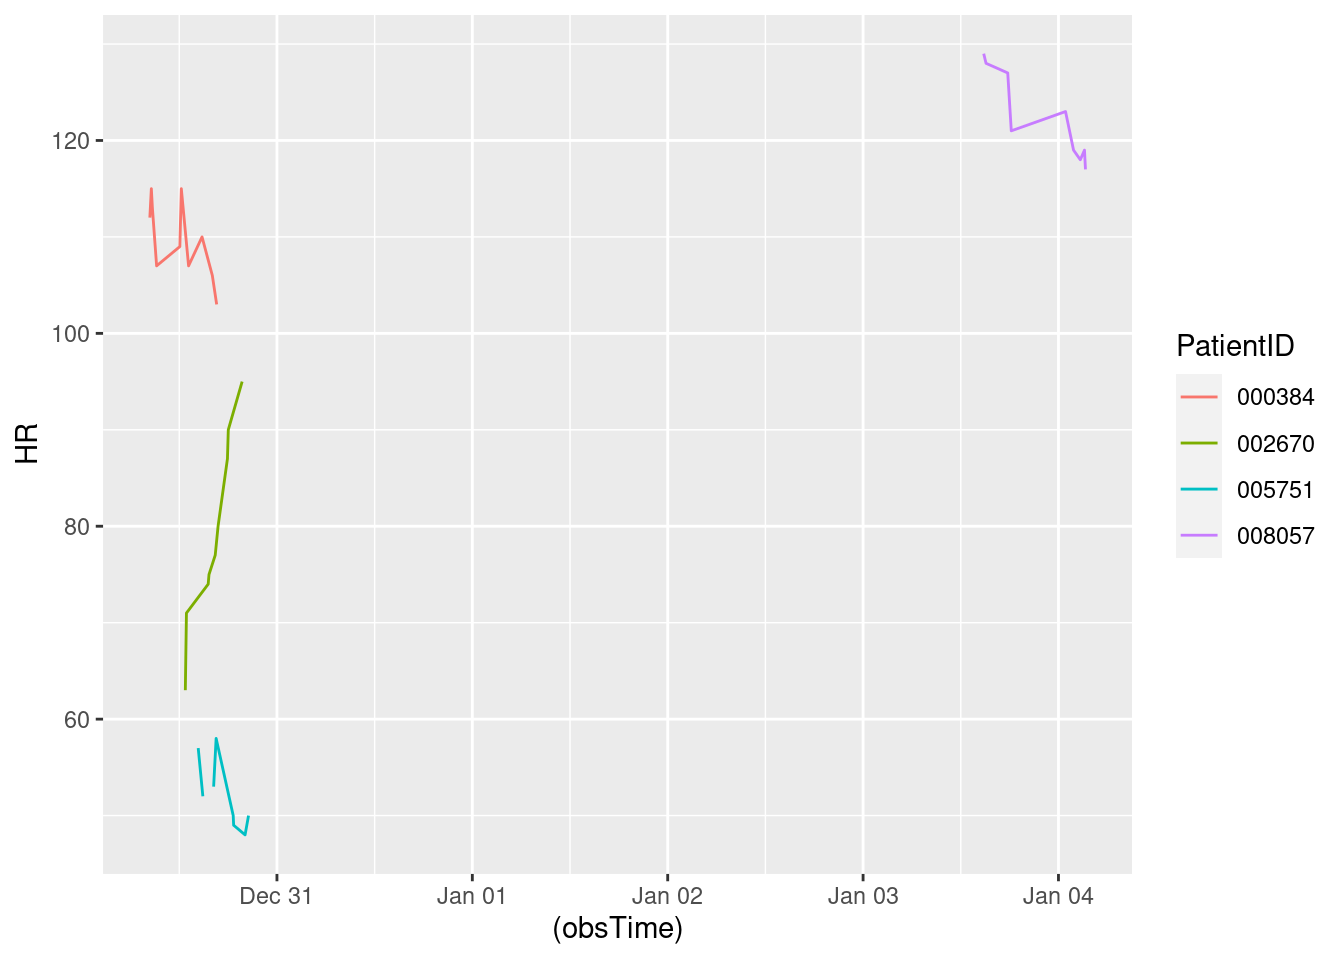 120
100
80
60
HR
Dec 31
Jan 01
Jan 02
Jan 03
Jan 04
(obsTime)
PatientID
000384
002670
005751
008057